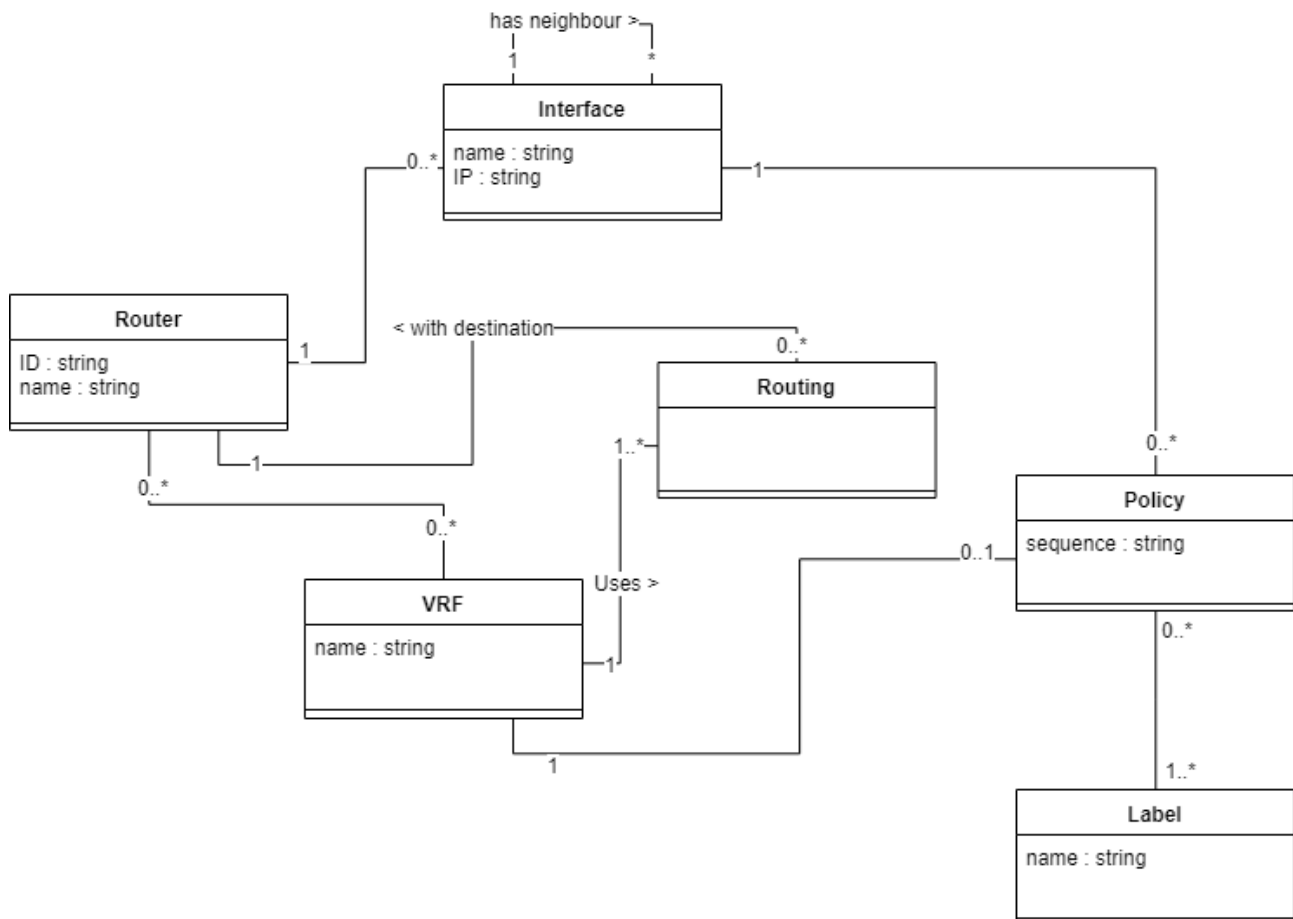 has neighbour >
1
*
Interface
name : string
IP : string
0..*
1
Router
ID : string
name : string
1
< with destination
0..*
Routing
1..*
1
0..*
0..*
0..*
Policy
sequence : string
0..1
Uses >
VRF
name : string
1
1
0..*
1..*
Label
name : string